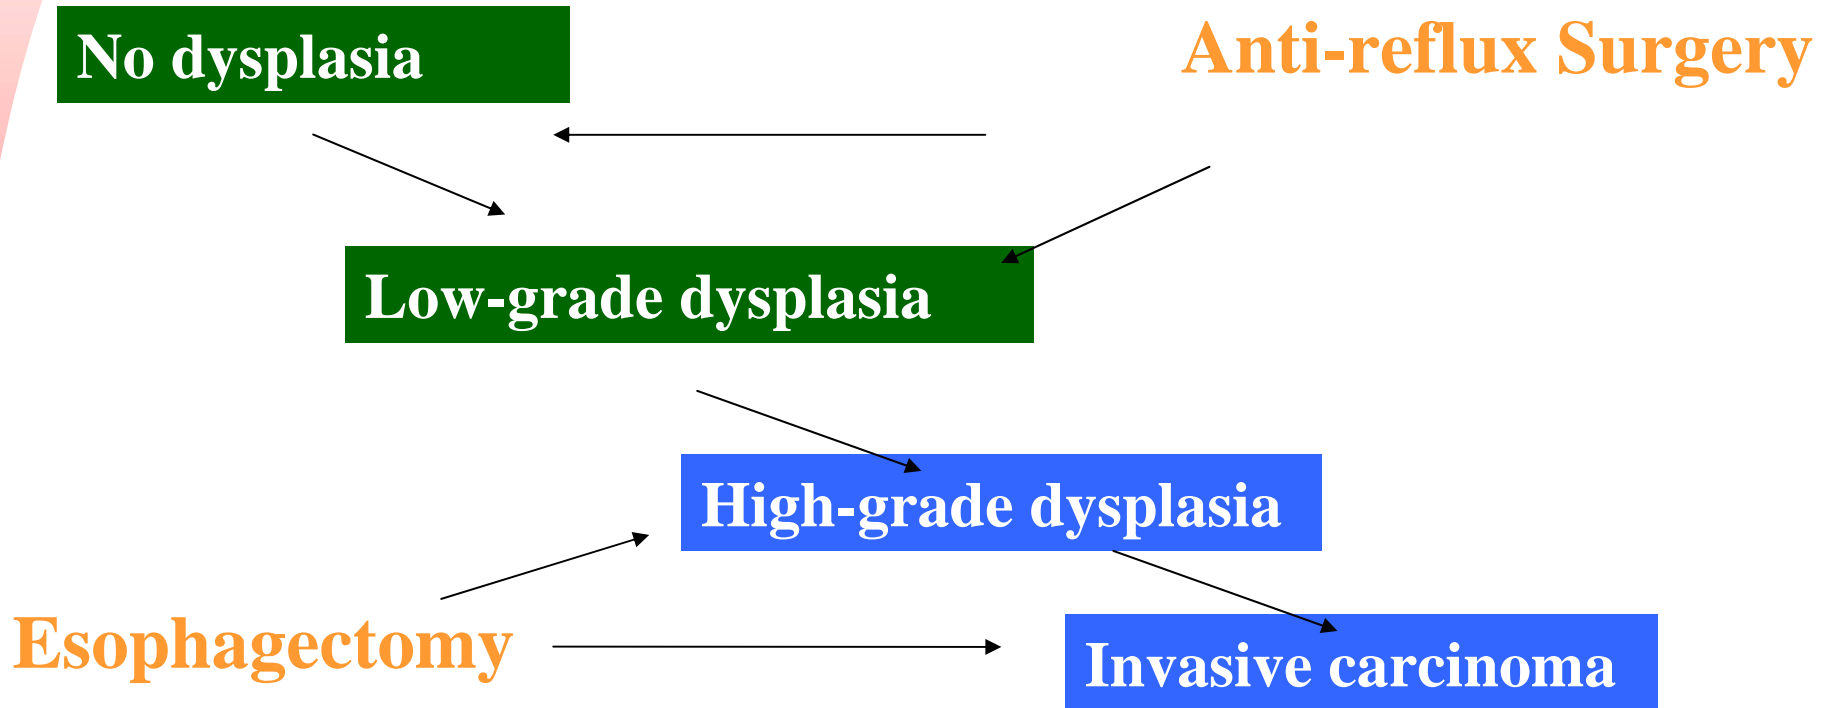 No dysplasia
Anti-reflux Surgery
Low-grade dysplasia
High-grade dysplasia
Esophagectomy
Invasive carcinoma